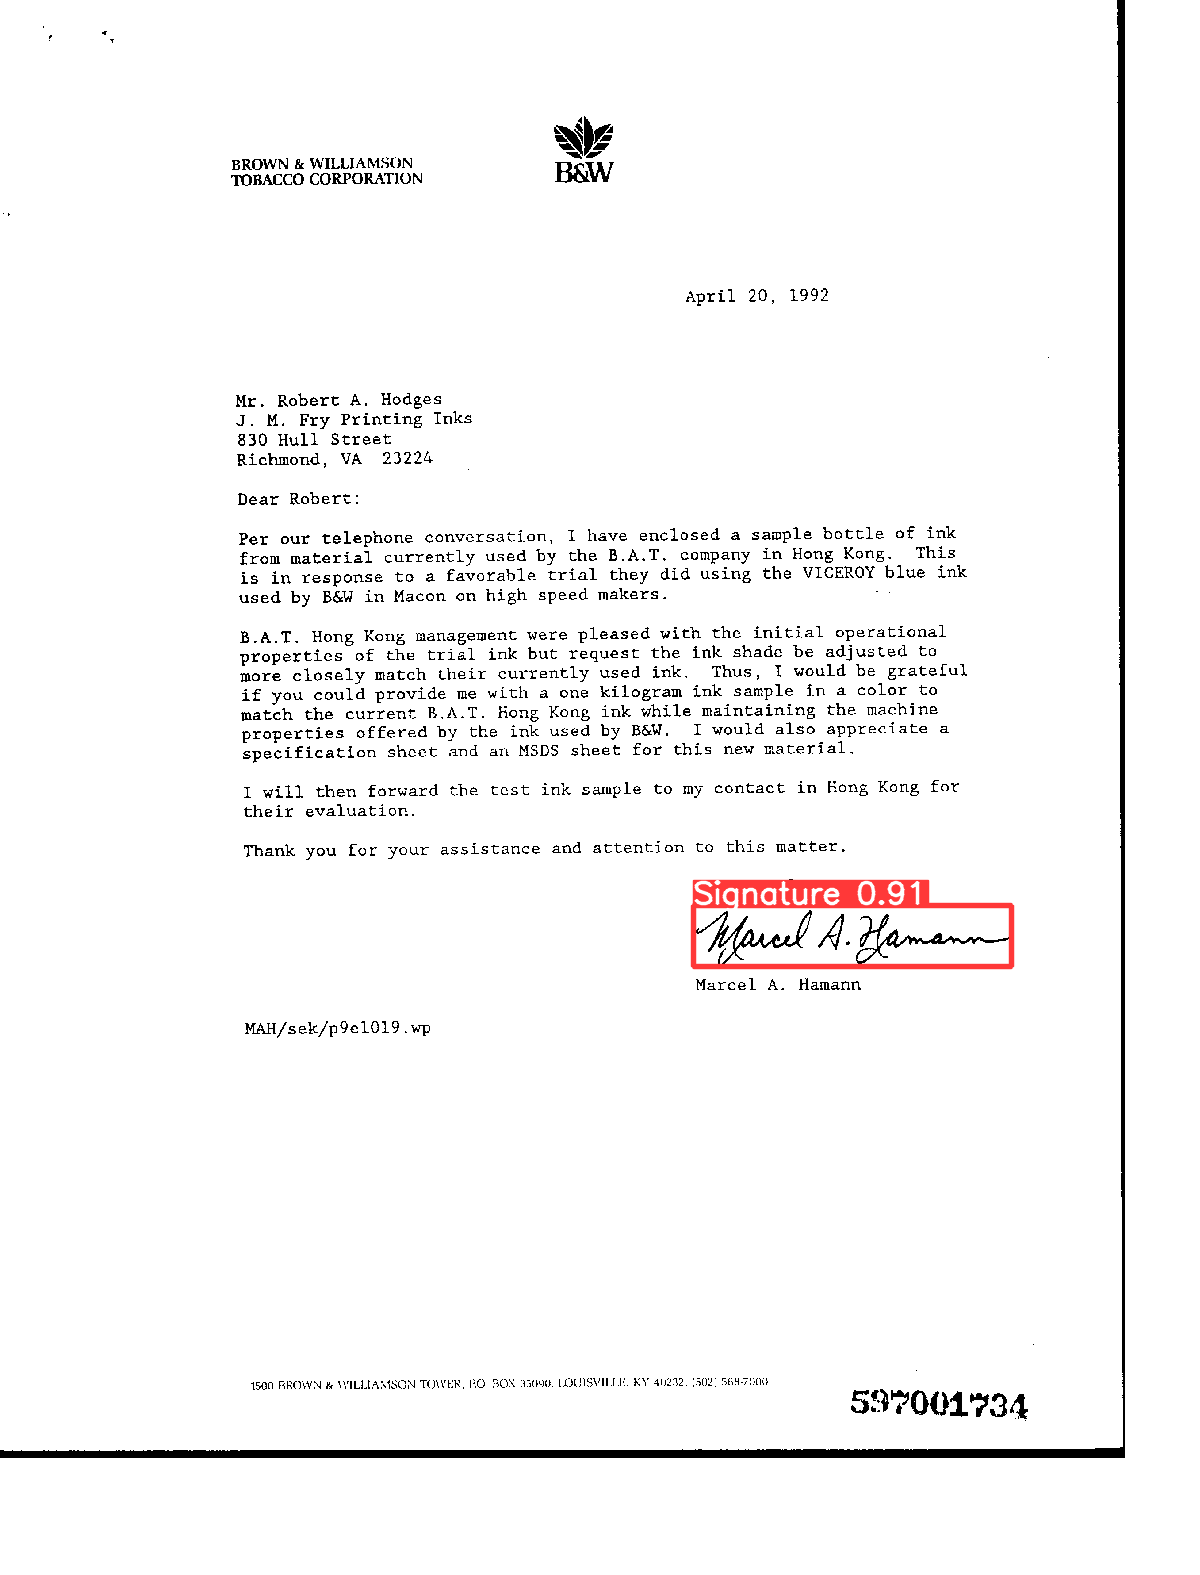 BROWN & WILLIAMSON
TOBACCO CORPORATION
B&W
April 20, 1992
Mr. Robert A. Hodges
J. M. Fry Printing Inks
830 Hull Street
Richmond, VA 23224
Dear Robert:
Per our telephone conversation, I have enclosed a sample bottle of ink
from material currently used by the B.A.T. company in Hong Kong. This
is in response to a favorable trial they did using the VICEROY blue ink
used by B&W in Macon on high speed makers.
B.A.T. Hong Kong management were pleased with the initial operational
properties of the trial ink but request the ink shade be adjusted to
more closely match their currently used ink. Thus, I would be grateful
if you could provide me with a one kilogram ink sample in a color to
match the current B.A.T. Hong Kong ink while maintaining the machine
properties offered by the ink used by B&W. I would also appreciate a
specification sheet and an MSDS sheet for this new material.
I will then forward the test ink sample to my contact in Hong Kong for
their evaluation.
Thank you for your assistance and attention to this matter.
Signature 0.91
Marcel A. Hamann
Marcel A. Hamann
MAH/sek/p9c1019.wp
1500 BROWN & WILLIAMSON TOWER, P.O. BOX 35090, LOUISVILLE, KY 40232, (502) 568-7000
597001734